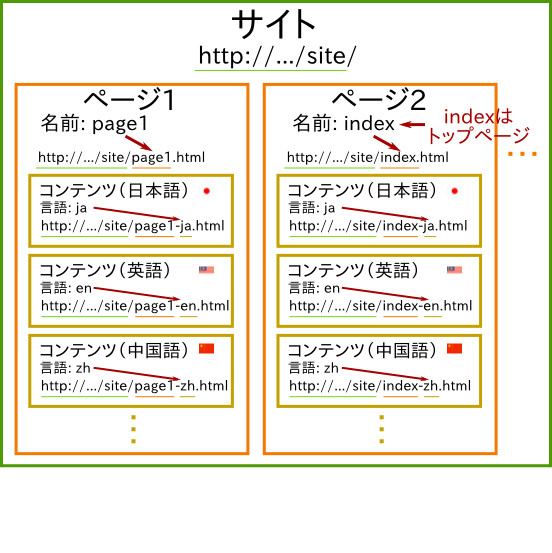 サイト
http://.../site/
ページ1
名前: page1
http://.../site/page1.html
コンテンツ(日本語)
言語: ja
http://.../site/page1-ja.html
コンテンツ(英語)
言語: en
http://.../site/page1-en.html
コンテンツ(中国語)
言語: zh
http://.../site/page1-zh.html
ページ2
名前: index
indexは
トップページ
http://.../site/index.html
コンテンツ(日本語)
言語: ja
http://.../site/index-ja.html
コンテンツ(英語)
言語: en
http://.../site/index-en.html
コンテンツ(中国語)
言語: zh
http://.../site/index-zh.html